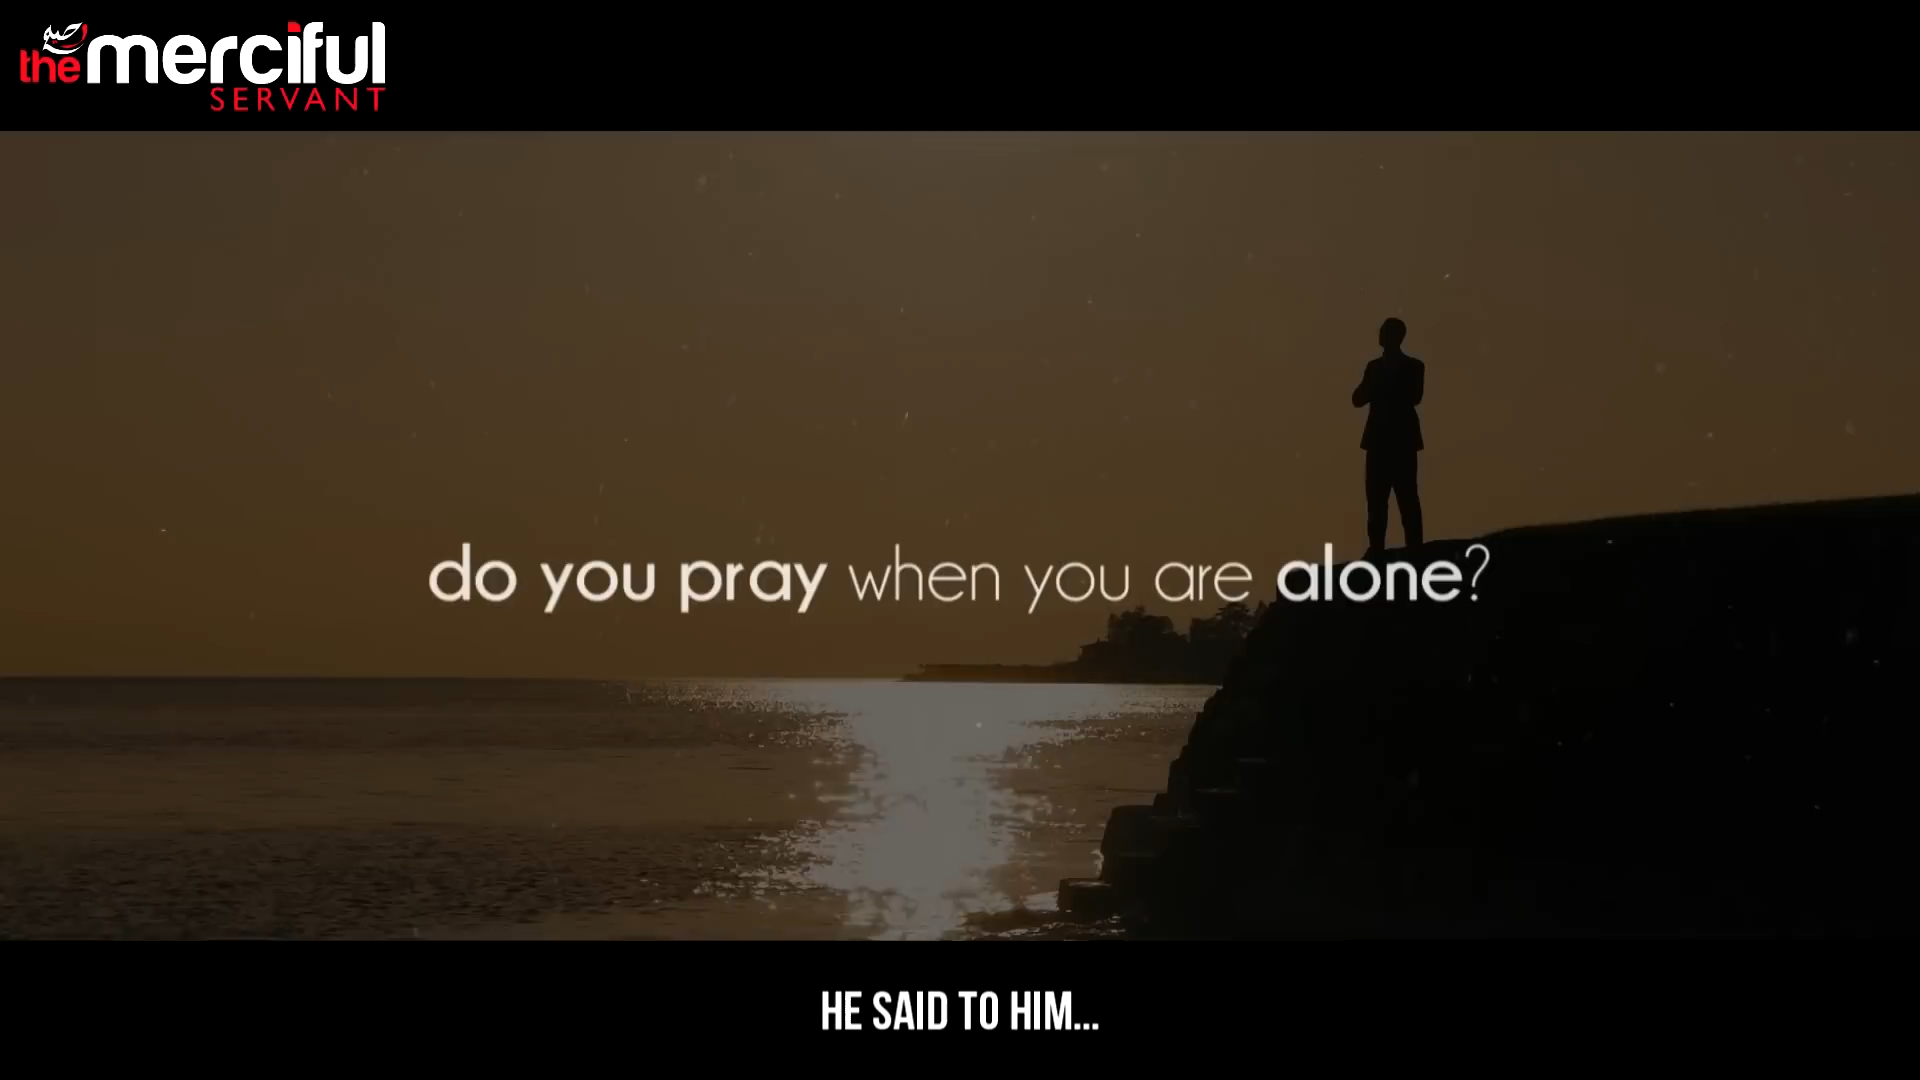 the merciful
SERVANT
do you pray when you are alone?
HE SAID TO HIM...